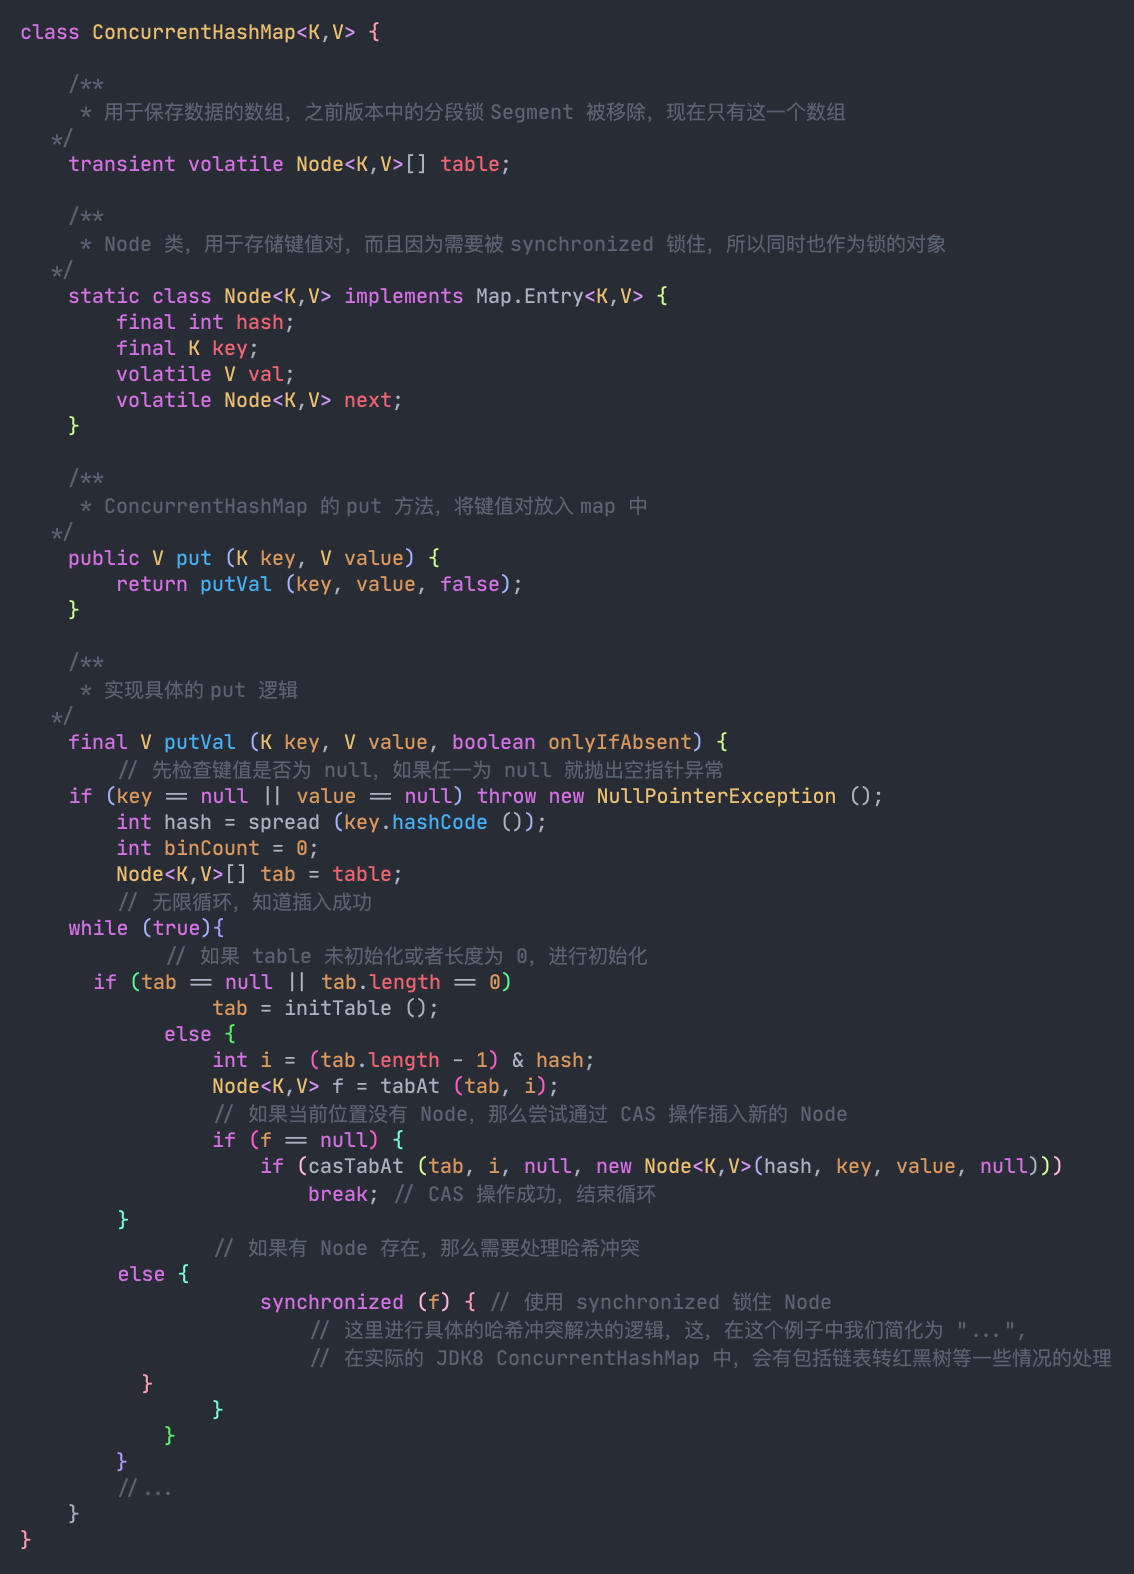 class ConcurrentHashMap<K,V> {
/**
* 用于保存数据的数组，之前版本中的分段锁 Segment 被移除，现在只有这一个数组
*/
transient volatile Node<K,V>[] table;
/**
* Node 类，用于存储键值对，而且因为需要被 synchronized 锁住，所以同时也作为锁的对象
*/
static class Node<K,V> implements Map.Entry<K,V> {
final int hash;
final K key;
volatile V val;
volatile Node<K,V> next;
}
/**
* ConcurrentHashMap 的 put 方法，将键值对放入 map 中
*/
public V put (K key, V value) {
return putVal (key, value, false);
}
/**
* 实现具体的 put 逻辑
*/
final V putVal (K key, V value, boolean onlyIfAbsent) {
// 先检查键值是否为 null，如果任一为 null 就抛出空指针异常
if (key == null || value == null) throw new NullPointerException ();
int hash = spread (key.hashCode ());
int binCount = 0;
Node<K,V>[] tab = table;
// 无限循环，知道插入成功
while (true){
// 如果 table 未初始化或者长度为 0，进行初始化
if (tab == null || tab.length == 0)
tab = initTable ();
else {
int i = (tab.length - 1) & hash;
Node<K,V> f = tabAt (tab, i);
// 如果当前位置没有 Node，那么尝试通过 CAS 操作插入新的 Node
if (f == null) {
if (casTabAt (tab, i, null, new Node<K,V>(hash, key, value, null)))
break; // CAS 操作成功，结束循环
}
// 如果有 Node 存在，那么需要处理哈希冲突
else {
synchronized (f) { // 使用 synchronized 锁住 Node
// 这里进行具体的哈希冲突解决的逻辑，这，在这个例子中我们简化为 "...",
// 在实际的 JDK8 ConcurrentHashMap 中，会有包括链表转红黑树等一些情况的处理
}
}
}
}
//...
}
}